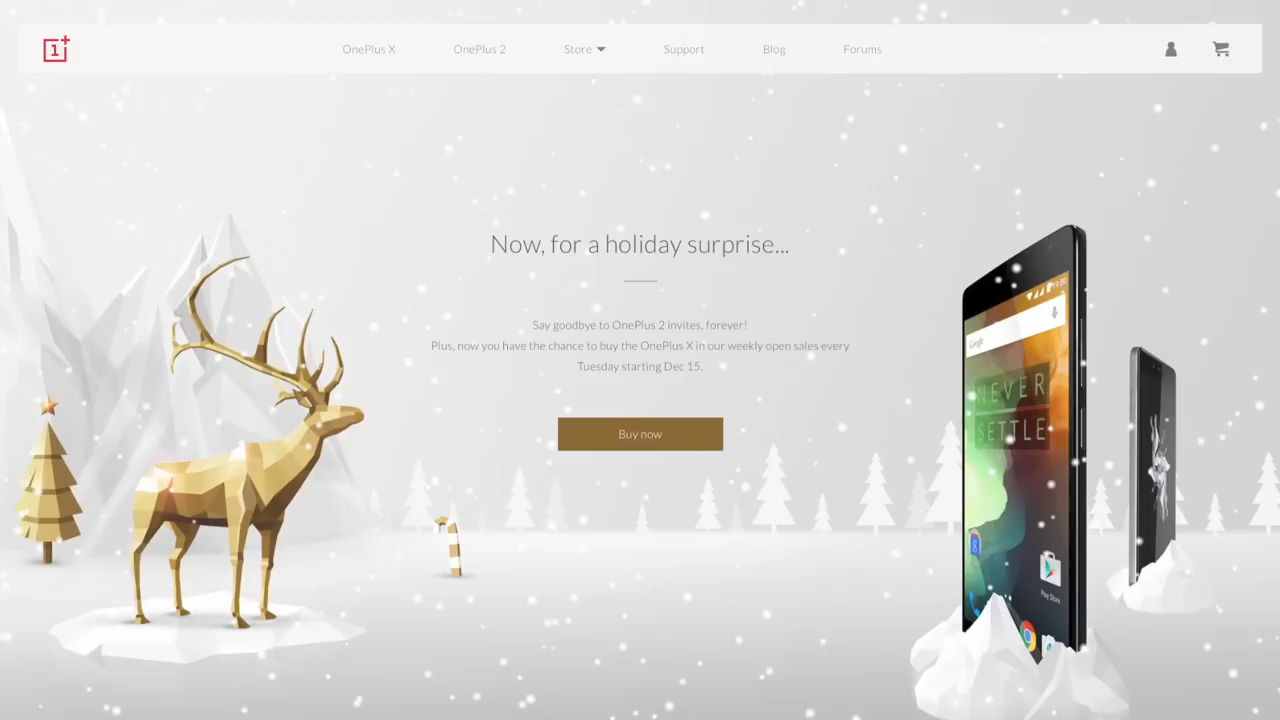 1+
OnePlus X
OnePlus 2
Store
Support
Blog
Forums
Now, for a holiday surprise...
Say goodbye to OnePlus 2 invites, forever!
Plus, now you have the chance to buy the OnePlus X in our weekly open sales every
Tuesday starting Dec 15.
Buy now
Google
NEVER
SETTLE
8
Play Store